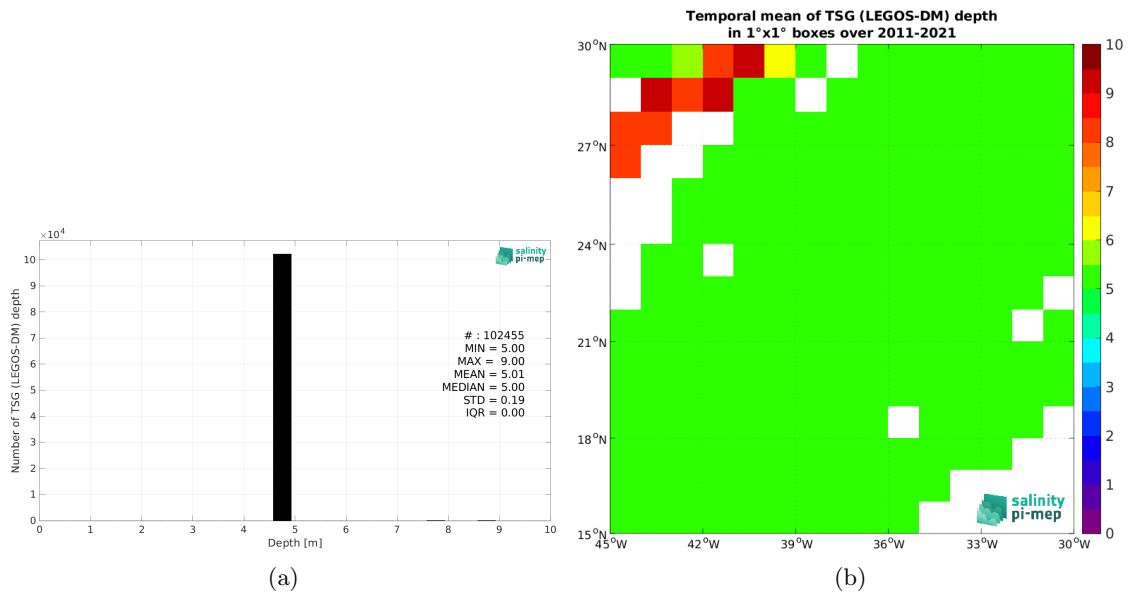 ×10⁴
10
9
8
7
6
5
4
3
2
1
0
Number of TSG (LEGOS-DM) depth
0 1 2 3 4 5 6 7 8 9 10
Depth [m]
salinity
pi-mep
# : 102455
MIN = 5.00
MAX = 9.00
MEAN = 5.01
MEDIAN = 5.00
STD = 0.19
IQR = 0.00
(a)
Temporal mean of TSG (LEGOS-DM) depth
in 1°x1° boxes over 2011-2021
30°N
27°N
24°N
21°N
18°N
15°N
45°W 42°W 39°W 36°W 33°W 30°W
salinity
pi-mep
10
9
8
7
6
5
4
3
2
1
0
(b)